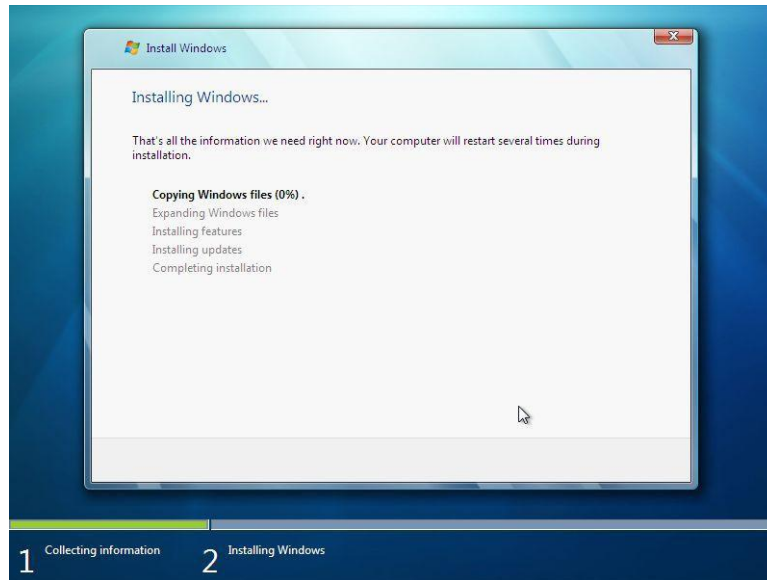 Install Windows
Installing Windows...
That's all the information we need right now. Your computer will restart several times during
installation.
Copying Windows files (0%) .
Expanding Windows files
Installing features
Installing updates
Completing installation
1 Collecting information 2 Installing Windows